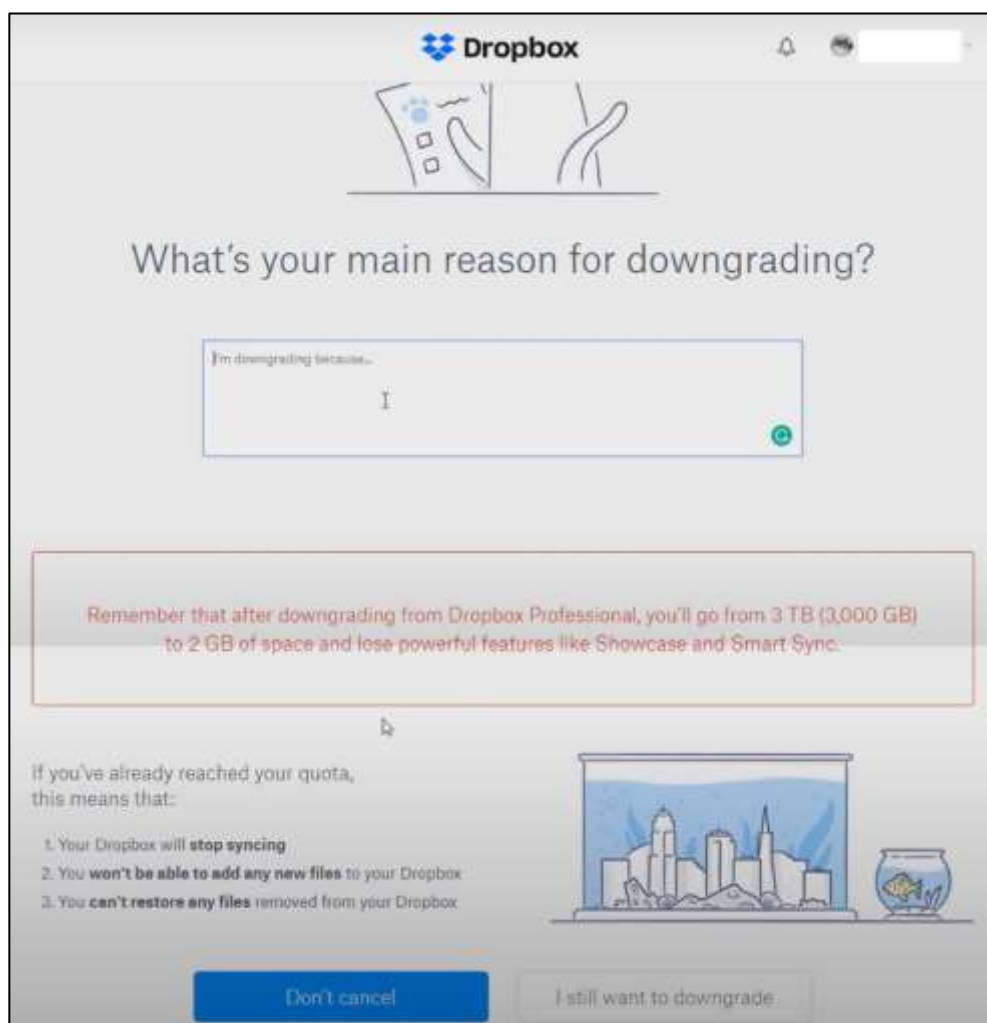 Dropbox
What's your main reason for downgrading?
I'm downgrading because...
Remember that after downgrading from Dropbox Professional, you'll go from 3 TB (3,000 GB)
to 2 GB of space and lose powerful features like Showcase and Smart Sync.
If you've already reached your quota,
this means that:
1. Your Dropbox will stop syncing
2. You won't be able to add any new files to your Dropbox
3. You can't restore any files removed from your Dropbox
Don't cancel
I still want to downgrade